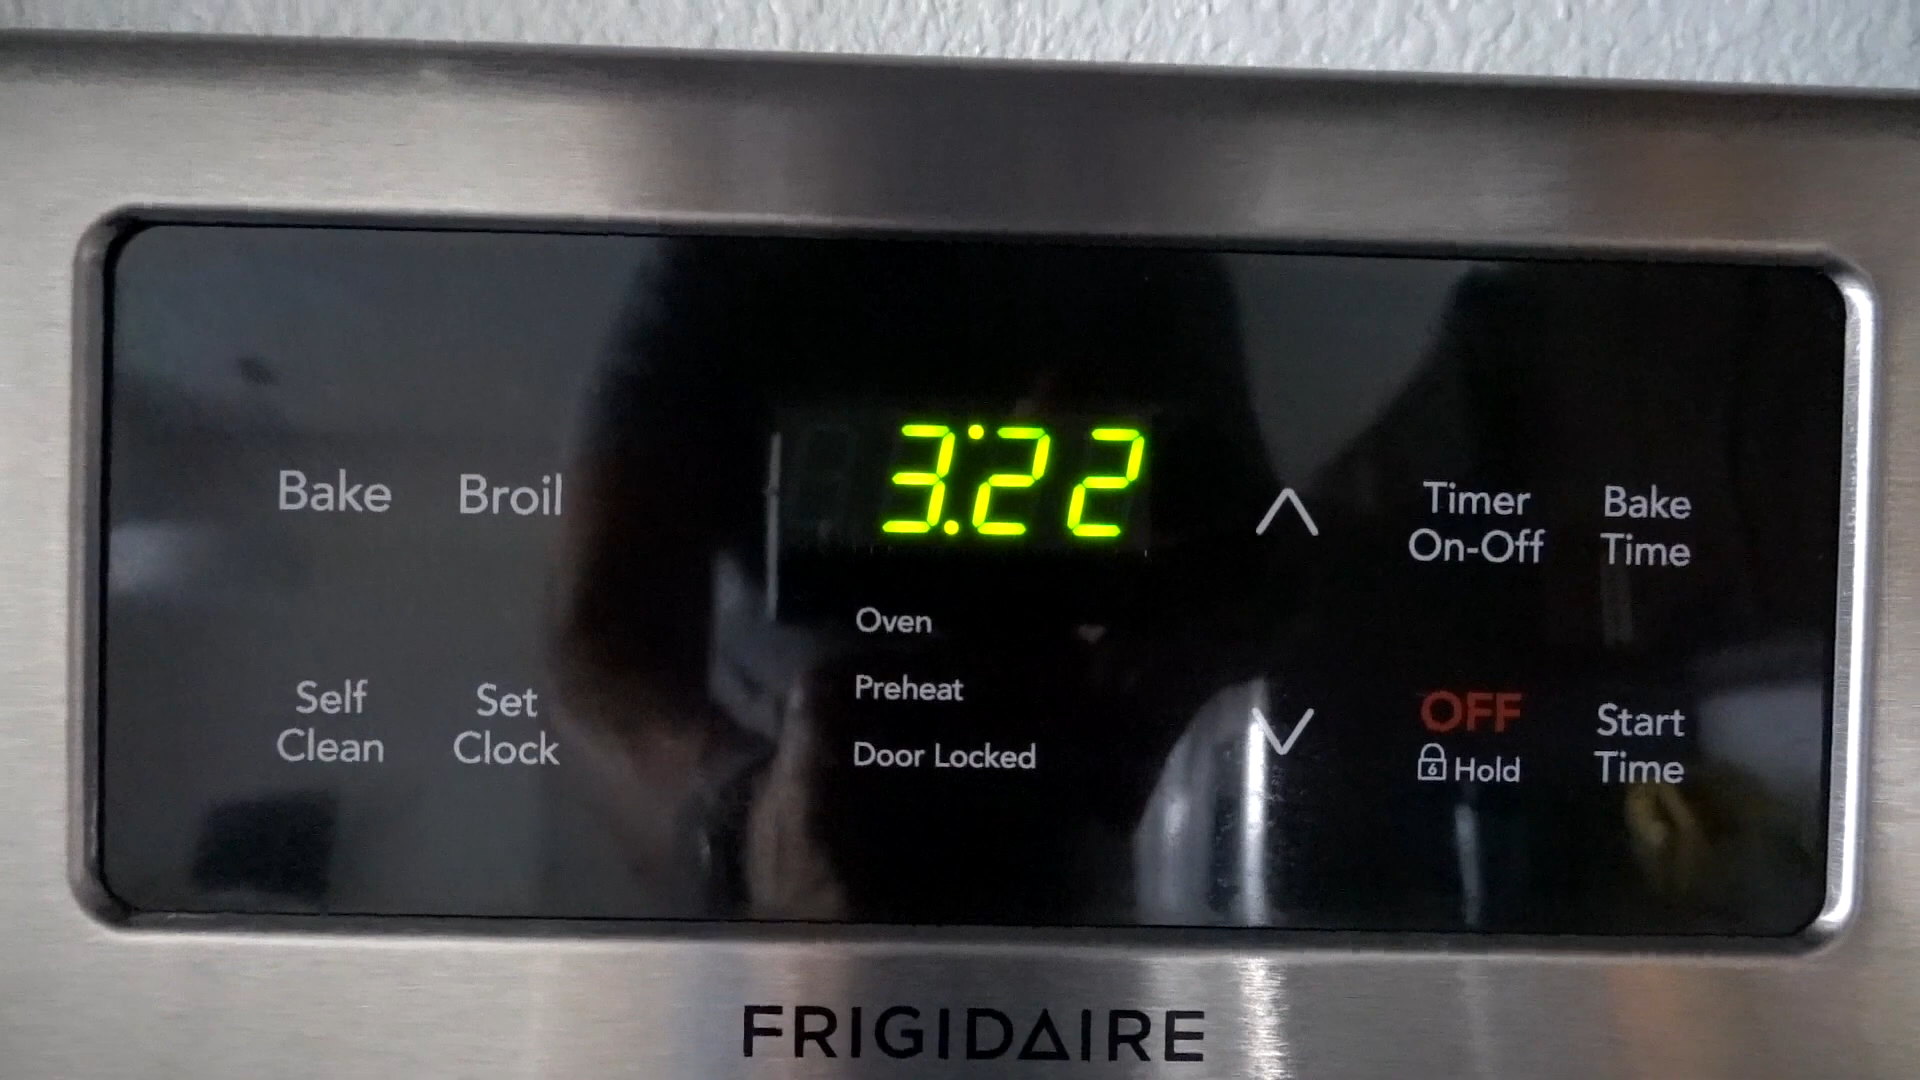 3:22
Bake
Broil
Timer
On-Off
Bake
Time
Oven
Preheat
Door Locked
Self
Clean
Set
Clock
OFF
6 Hold
Start
Time
FRIGIDAIRE